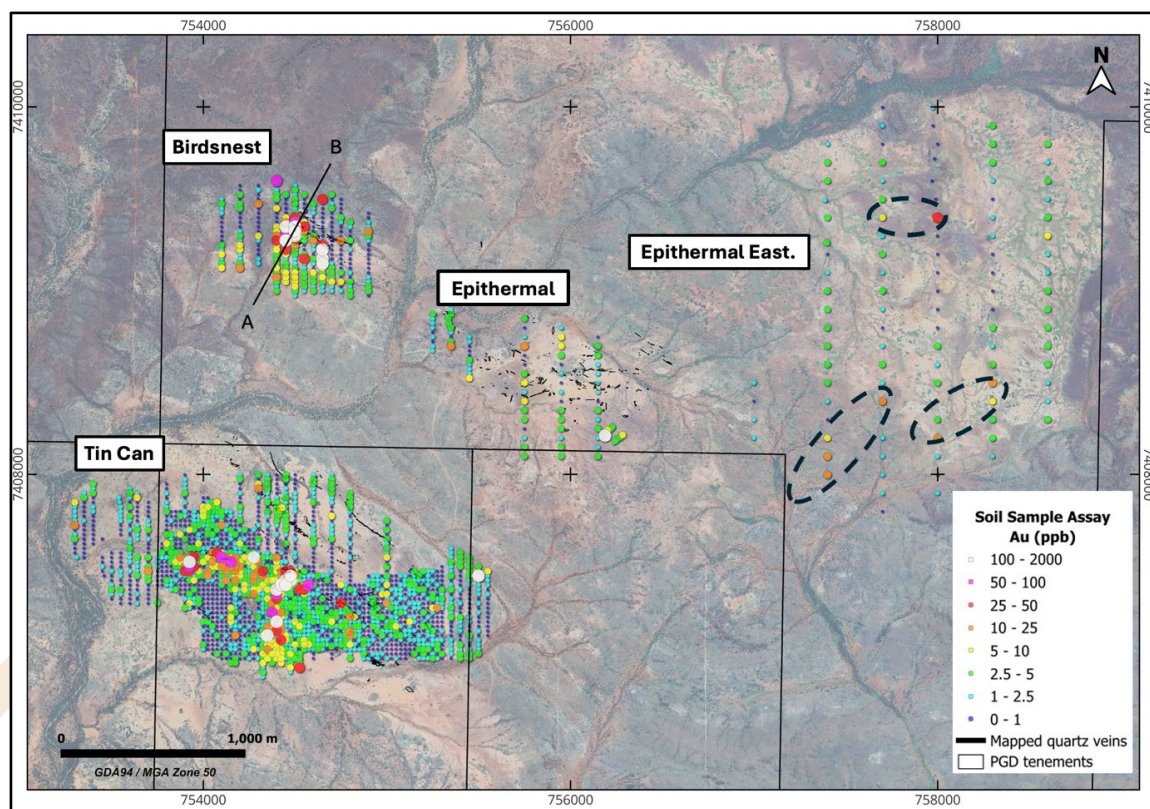 754000
756000
758000
N
7410000
7410000
Birdsnest
B
Epithermal East.
Epithermal
A
Tin Can
7408000
7408000
Soil Sample Assay
Au (ppb)
100 - 2000
50 - 100
25 - 50
10 - 25
5 - 10
2.5 - 5
1 - 2.5
0 - 1
Mapped quartz veins
PGD tenements
0
1,000 m
GDA94 / MGA Zone 50
754000
756000
758000